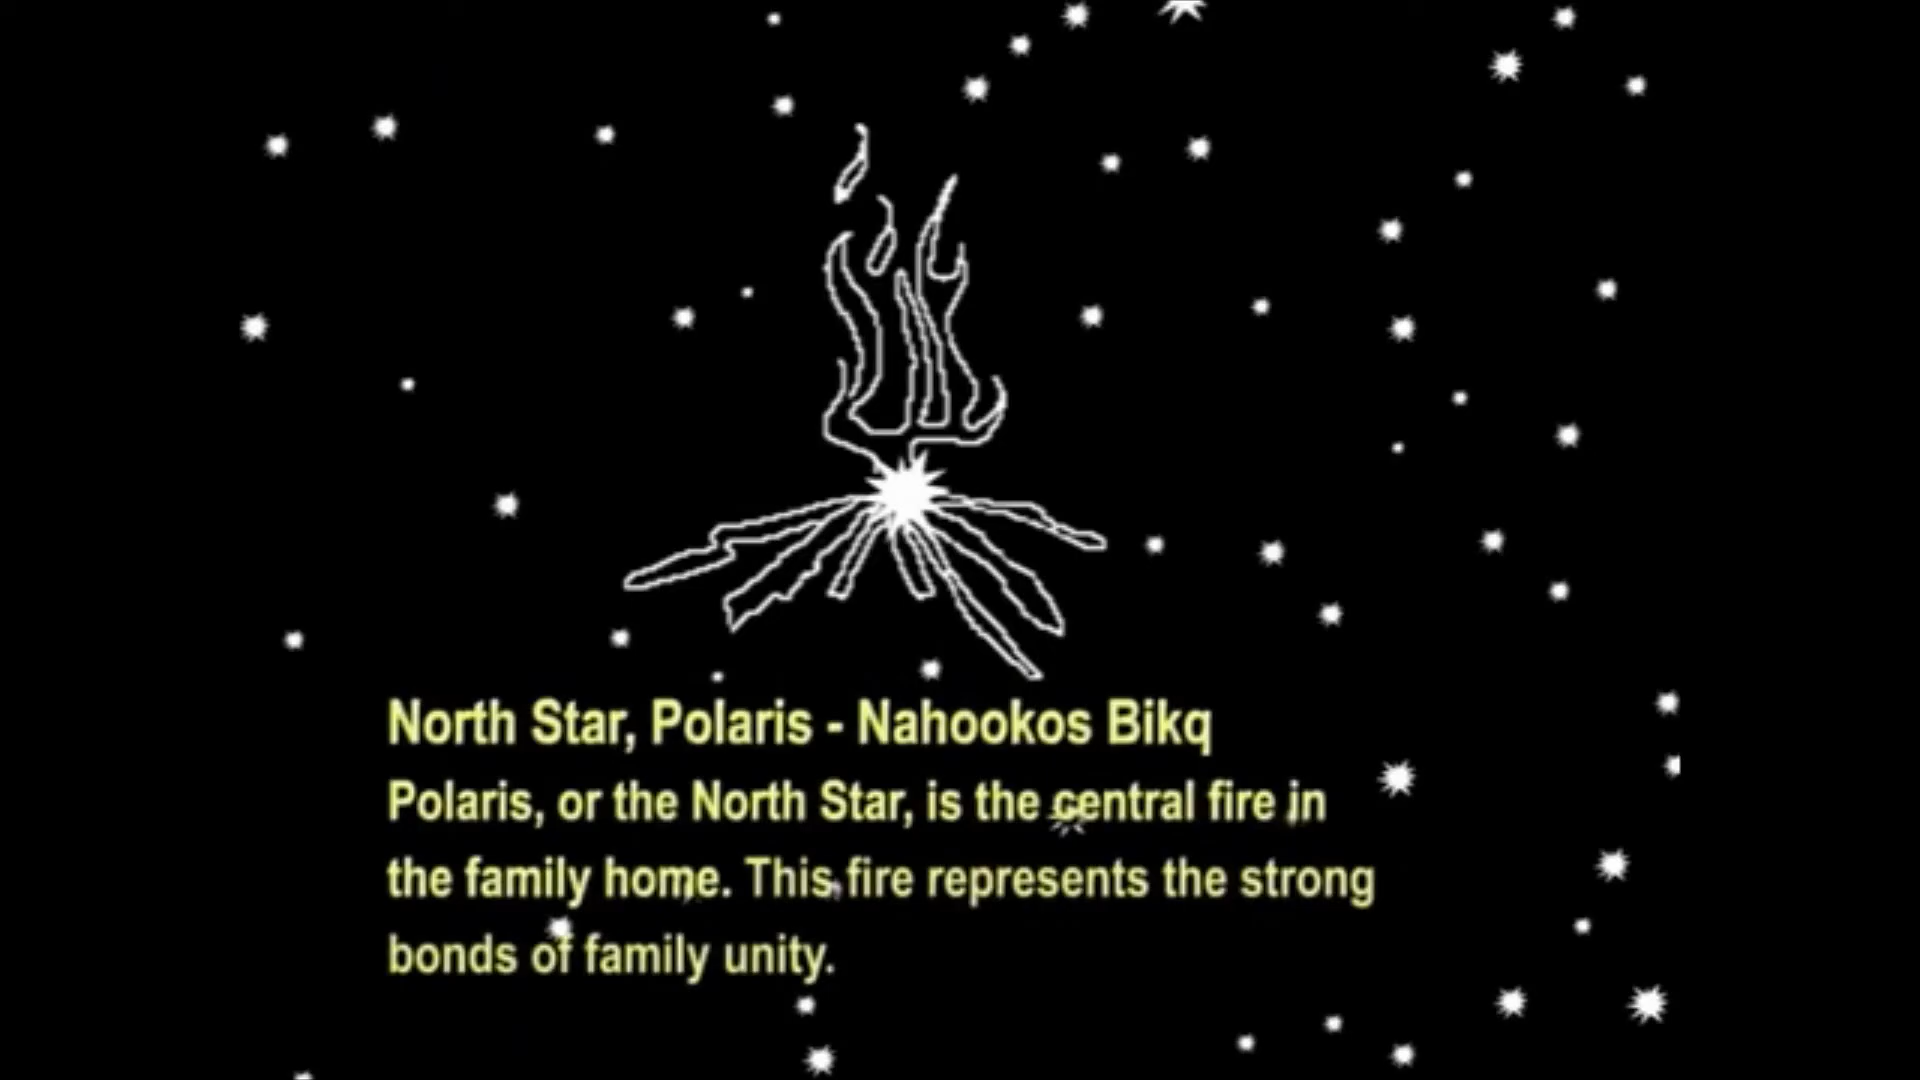 North Star, Polaris - Nahookos Bikq
Polaris, or the North Star, is the central fire in
the family home. This fire represents the strong
bonds of family unity.